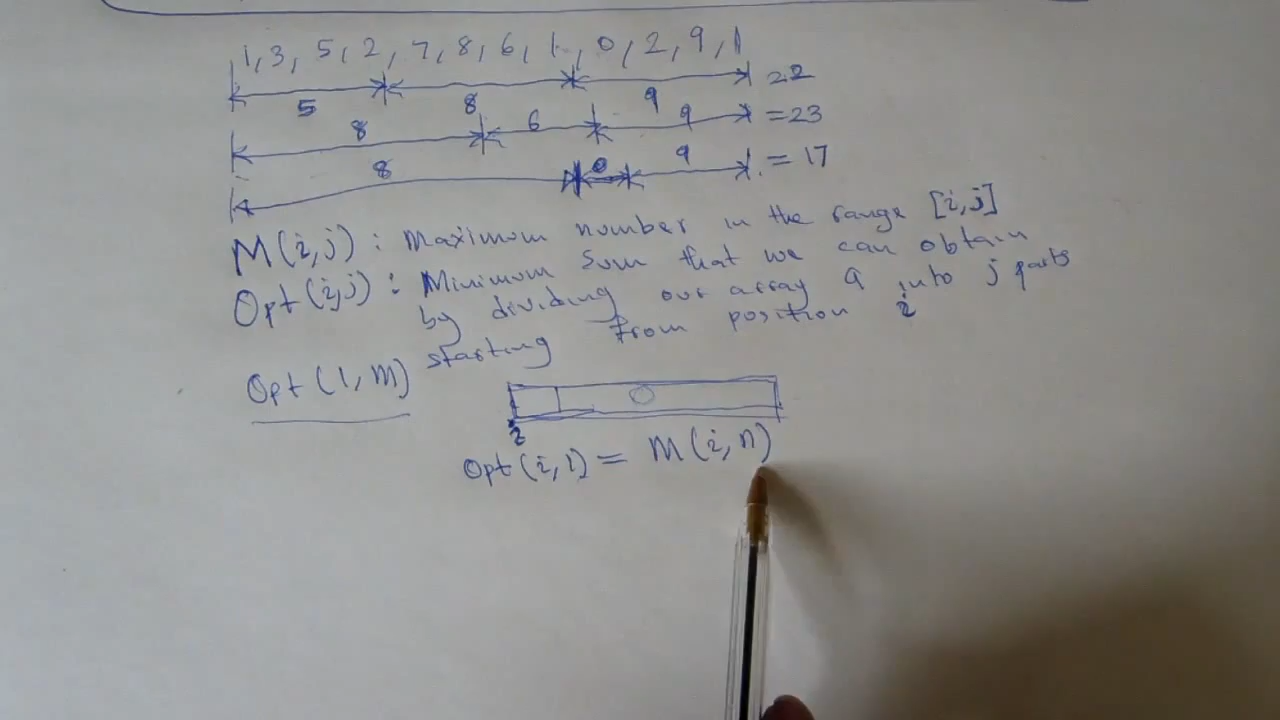 1, 3, 5, 2, 7, 8, 6, 1, 0, 2, 9, 1
5 8 9 = 22
8 6 9 = 23
8 0 9 = 17
M(i,j) : Maximum number in the range [i,j]
Opt(i,j) : Minimum sum that we can obtain
by dividing our array a into j parts
starting from position i
Opt(1, M)
i
Opt(i, 1) = M(i, n)